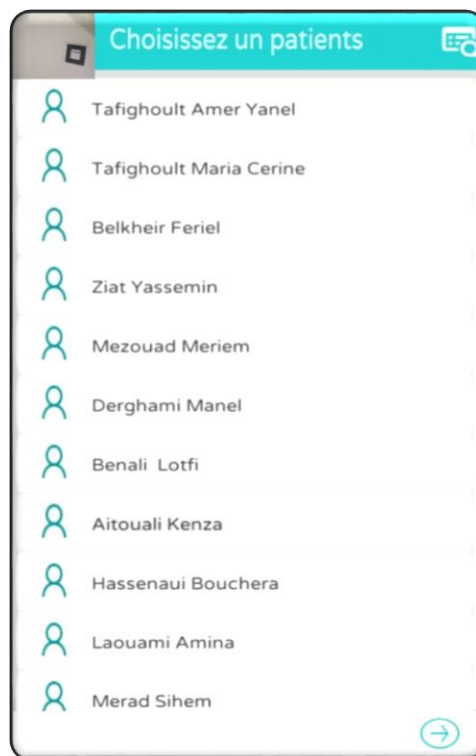 Choisissez un patients
Tafighoult Amer Yanel
Tafighoult Maria Cerine
Belkheir Feriel
Ziat Yassemin
Mezouad Meriem
Derghami Manel
Benali Lotfi
Aitouali Kenza
Hassenaui Bouchera
Laouami Amina
Merad Sihem